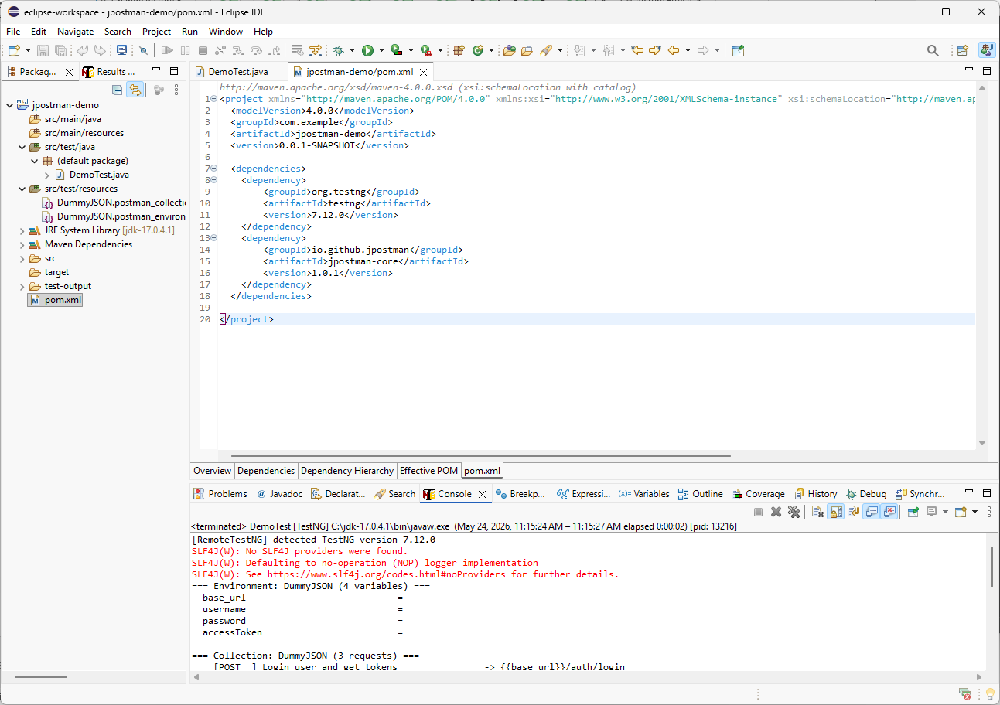 eclipse-workspace - jpostman-demo/pom.xml - Eclipse IDE
File Edit Navigate Search Project Run Window Help
Packag... Results ...
jpostman-demo
src/main/java
src/main/resources
src/test/java
(default package)
DemoTest.java
src/test/resources
DummyJSON.postman_collecti
DummyJSON.postman_environ
JRE System Library [jdk-17.0.4.1]
Maven Dependencies
src
target
test-output
pom.xml
DemoTest.java jpostman-demo/pom.xml
http://maven.apache.org/xsd/maven-4.0.0.xsd (xsi:schemaLocation with catalog)
1 <project xmlns="http://maven.apache.org/POM/4.0.0" xmlns:xsi="http://www.w3.org/2001/XMLSchema-instance" xsi:schemaLocation="http://maven.ap
2 <modelVersion>4.0.0</modelVersion>
3 <groupId>com.example</groupId>
4 <artifactId>jpostman-demo</artifactId>
5 <version>0.0.1-SNAPSHOT</version>
6
7 <dependencies>
8 <dependency>
9 <groupId>org.testng</groupId>
10 <artifactId>testng</artifactId>
11 <version>7.12.0</version>
12 </dependency>
13 <dependency>
14 <groupId>io.github.jpostman</groupId>
15 <artifactId>jpostman-core</artifactId>
16 <version>1.0.1</version>
17 </dependency>
18 </dependencies>
19
20 </project>
Overview Dependencies Dependency Hierarchy Effective POM pom.xml
Problems @ Javadoc Declarat... Search Console Breakp... Expressi... (x)= Variables Outline Coverage History Debug Synchr...
<terminated> DemoTest [TestNG] C:\jdk-17.0.4.1\bin\javaw.exe (May 24, 2026, 11:15:24 AM – 11:15:27 AM elapsed 0:00:02) [pid: 13216]
[RemoteTestNG] detected TestNG version 7.12.0
SLF4J(W): No SLF4J providers were found.
SLF4J(W): Defaulting to no-operation (NOP) logger implementation
SLF4J(W): See https://www.slf4j.org/codes.html#noProviders for further details.
=== Environment: DummyJSON (4 variables) ===
base_url =
username =
password =
accessToken =
=== Collection: DummyJSON (3 requests) ===
[POST ] Login user and get tokens -> {{base_url}}/auth/login